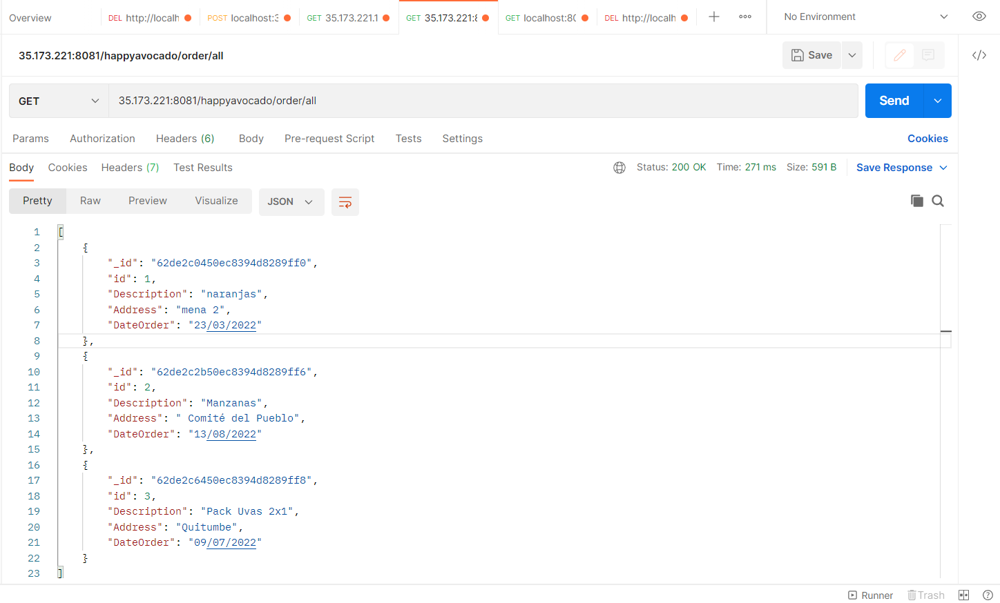 Overview DEL http://localh POST localhost:3 GET 35.173.221.1 GET 35.173.221:8 GET localhost:80 DEL http://localh No Environment
35.173.221:8081/happyavocado/order/all Save
GET 35.173.221:8081/happyavocado/order/all Send
Params Authorization Headers (6) Body Pre-request Script Tests Settings Cookies
Body Cookies Headers (7) Test Results Status: 200 OK Time: 271 ms Size: 591 B Save Response
Pretty Raw Preview Visualize JSON
1 [
2 {
3 "_id": "62de2c0450ec8394d8289ff0",
4 "id": 1,
5 "Description": "naranjas",
6 "Address": "mena 2",
7 "DateOrder": "23/03/2022"
8 },
9 {
10 "_id": "62de2c2b50ec8394d8289ff6",
11 "id": 2,
12 "Description": "Manzanas",
13 "Address": " Comité del Pueblo",
14 "DateOrder": "13/08/2022"
15 },
16 {
17 "_id": "62de2c6450ec8394d8289ff8",
18 "id": 3,
19 "Description": "Pack Uvas 2x1",
20 "Address": "Quitumbe",
21 "DateOrder": "09/07/2022"
22 }
23 ]
Runner Trash